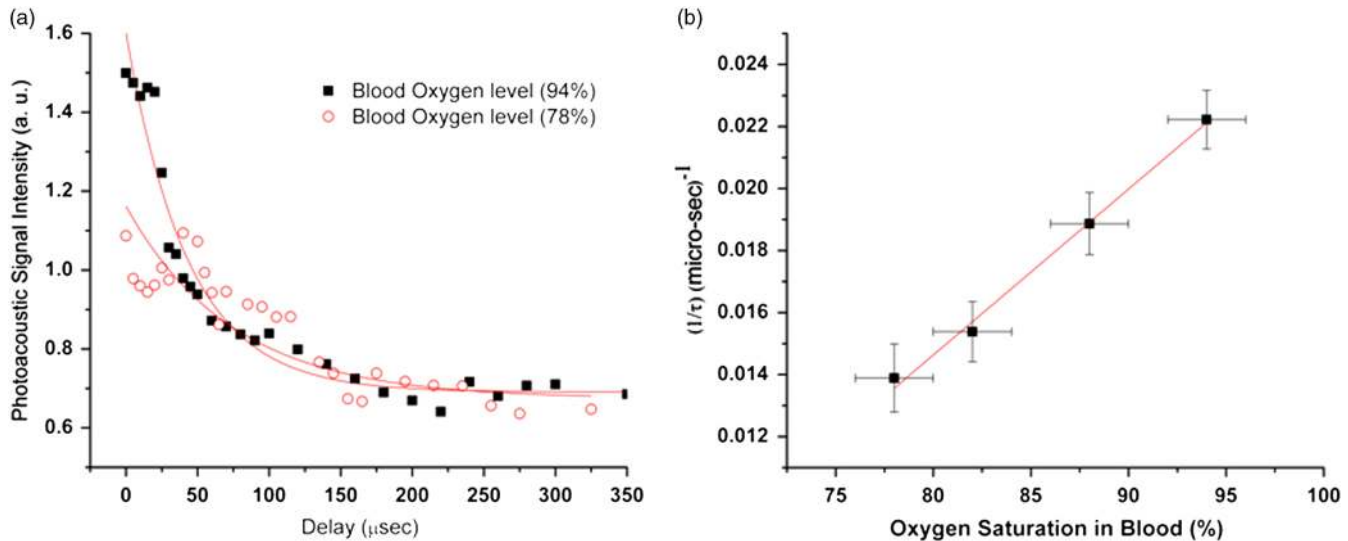 (a)
1.6
1.4
1.2
1.0
0.8
0.6
Photoacoustic Signal Intensity (a. u.)
Blood Oxygen level (94%)
Blood Oxygen level (78%)
0 50 100 150 200 250 300 350
Delay (μsec)
(b)
0.024
0.022
0.020
0.018
0.016
0.014
0.012
(1/τ) (micro-sec)⁻¹
75 80 85 90 95 100
Oxygen Saturation in Blood (%)